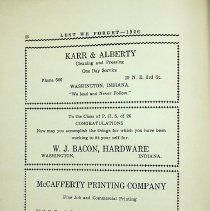 LEST WE FORGET—1926
KARR & ALBERTY
Cleaning and Pressing
One Day Service
Phone 566
10 N. E. 3rd St.
WASHINGTON, INDIANA.
"We lead and Never Follow."
To the Class of P. H. S. of 26
CONGRATULATIONS
Now may you accomplish the things for which you have been
working to fit your self for.
W. J. BACON, HARDWARE
WASHINGTON, INDIANA.
McCAFFERTY PRINTING COMPANY
Fine Job and Commercial Printing